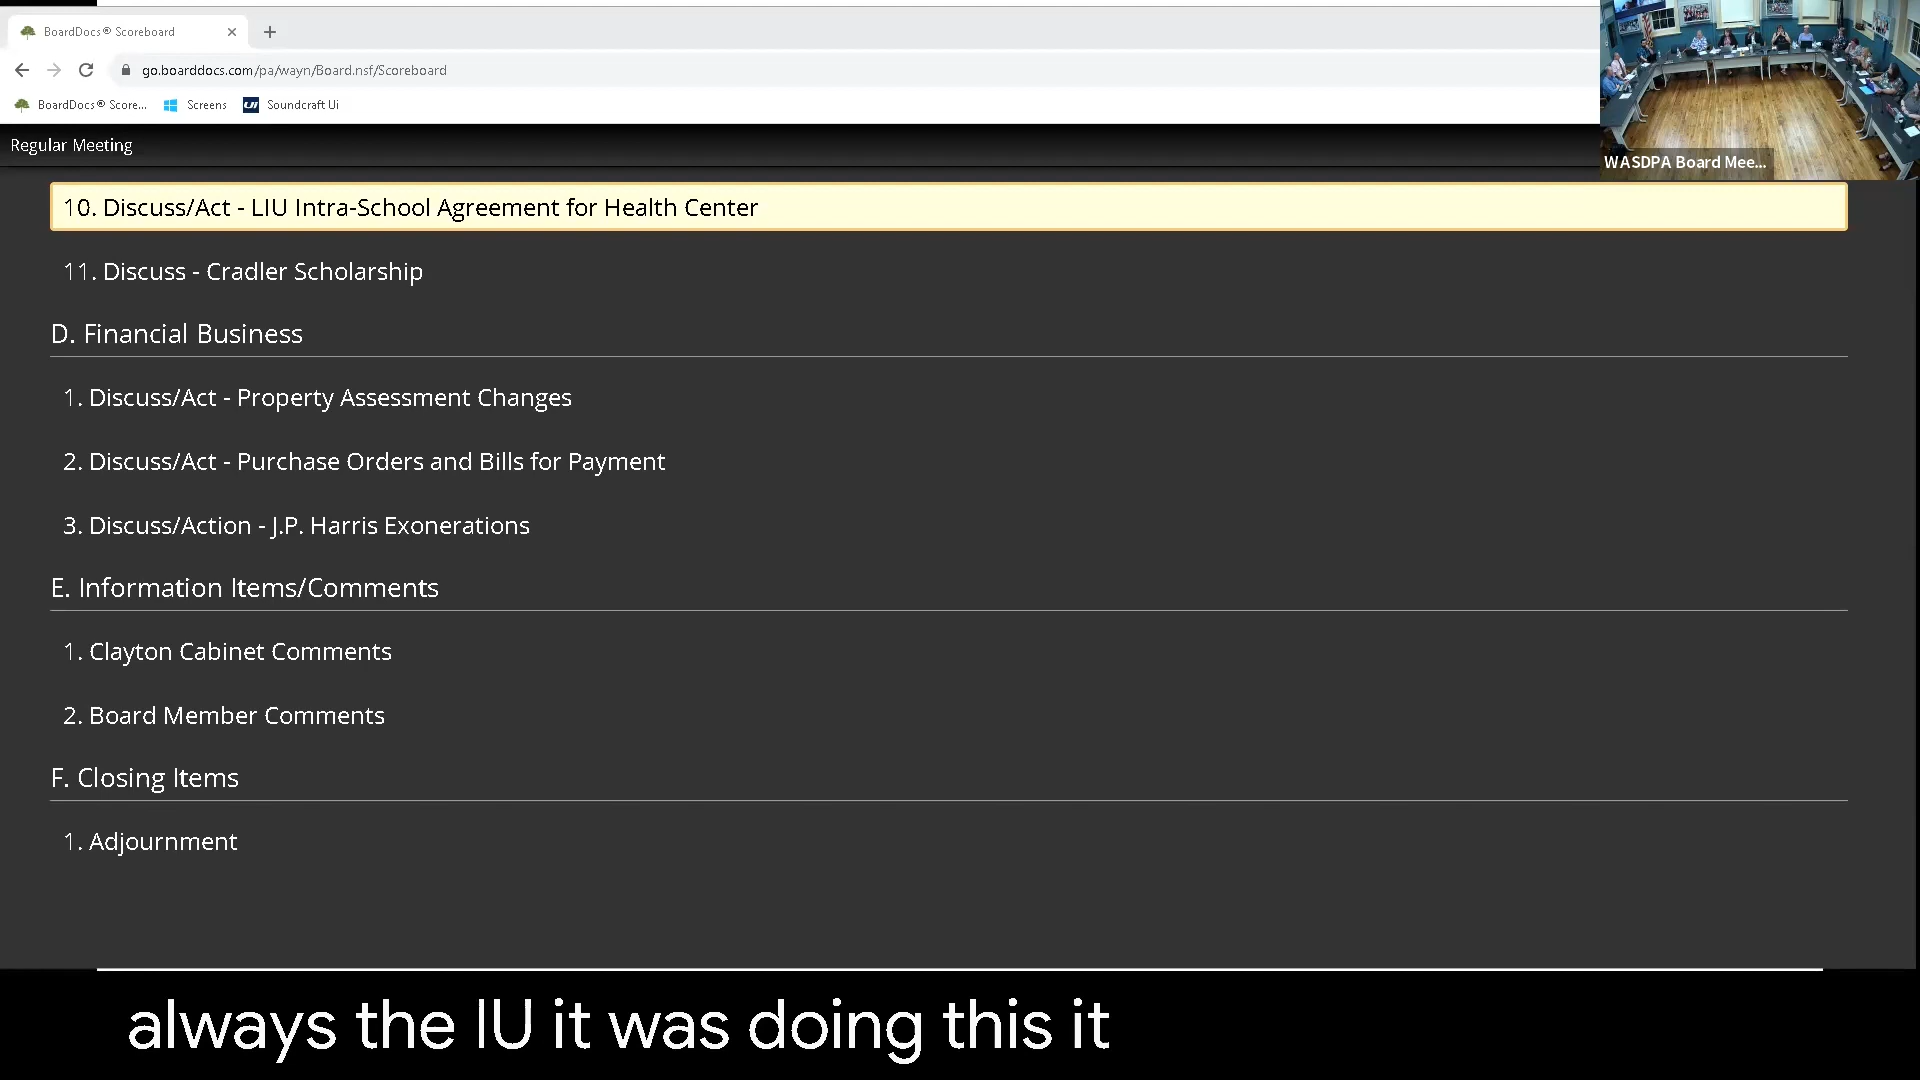 BoardDocs® Scoreboard
go.boarddocs.com/pa/wayn/Board.nsf/Scoreboard
BoardDocs® Score... Screens Ui Soundcraft Ui
Regular Meeting
WASDPA Board Mee...
10. Discuss/Act - LIU Intra-School Agreement for Health Center
11. Discuss - Cradler Scholarship
D. Financial Business
1. Discuss/Act - Property Assessment Changes
2. Discuss/Act - Purchase Orders and Bills for Payment
3. Discuss/Action - J.P. Harris Exonerations
E. Information Items/Comments
1. Clayton Cabinet Comments
2. Board Member Comments
F. Closing Items
1. Adjournment
always the IU it was doing this it